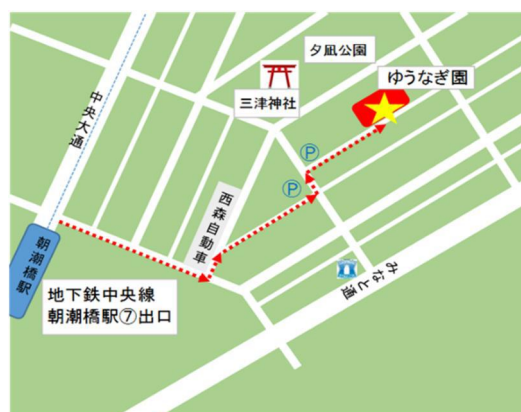 夕凪公園
ゆうなぎ園
三津神社
中央大通
Ⓟ
Ⓟ
西森自動車
朝潮橋駅
みなと通
地下鉄中央線
朝潮橋駅⑦出口